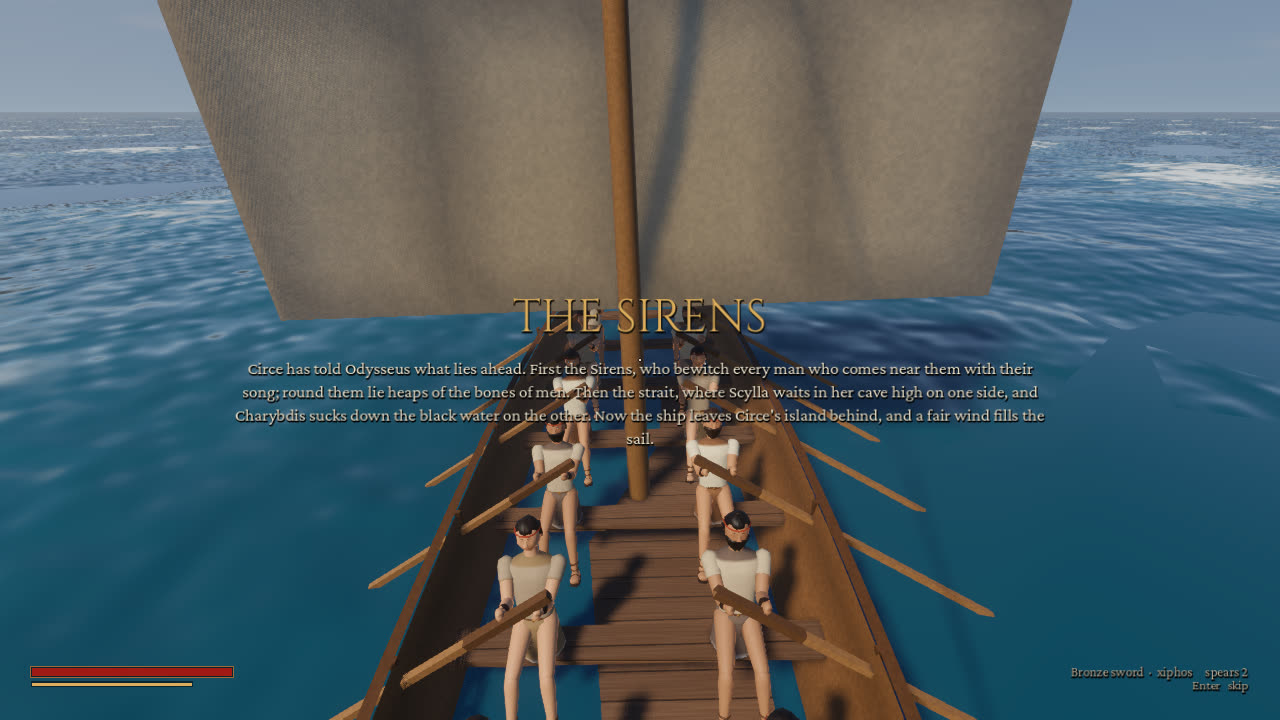 THE SIRENS
Circe has told Odysseus what lies ahead. First the Sirens, who bewitch every man who comes near them with their
song; round them lie heaps of the bones of men. Then the strait, where Scylla waits in her cave high on one side, and
Charybdis sucks down the black water on the other. Now the ship leaves Circe's island behind, and a fair wind fills the
sail.
Bronze sword · xiphos spears 2
Enter skip